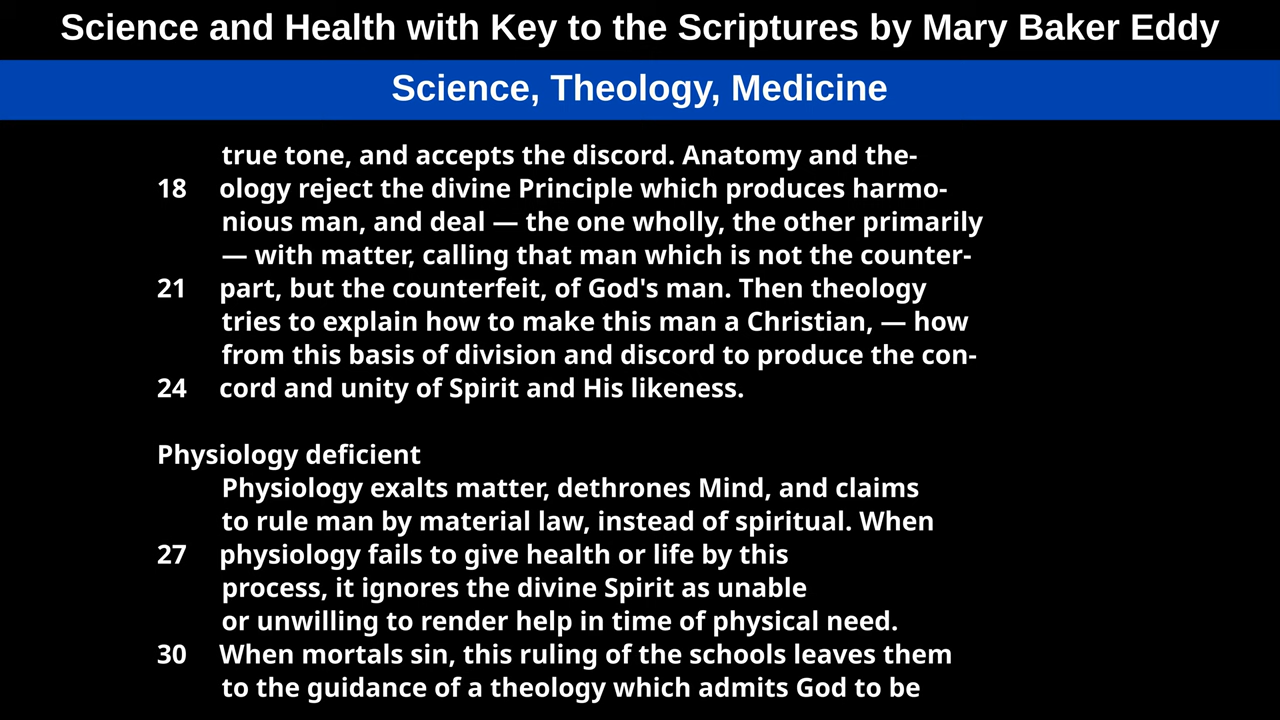 Science and Health with Key to the Scriptures by Mary Baker Eddy
Science, Theology, Medicine
true tone, and accepts the discord. Anatomy and the-
18 ology reject the divine Principle which produces harmo-
nious man, and deal — the one wholly, the other primarily
— with matter, calling that man which is not the counter-
21 part, but the counterfeit, of God's man. Then theology
tries to explain how to make this man a Christian, — how
from this basis of division and discord to produce the con-
24 cord and unity of Spirit and His likeness.
Physiology deficient
Physiology exalts matter, dethrones Mind, and claims
to rule man by material law, instead of spiritual. When
27 physiology fails to give health or life by this
process, it ignores the divine Spirit as unable
or unwilling to render help in time of physical need.
30 When mortals sin, this ruling of the schools leaves them
to the guidance of a theology which admits God to be